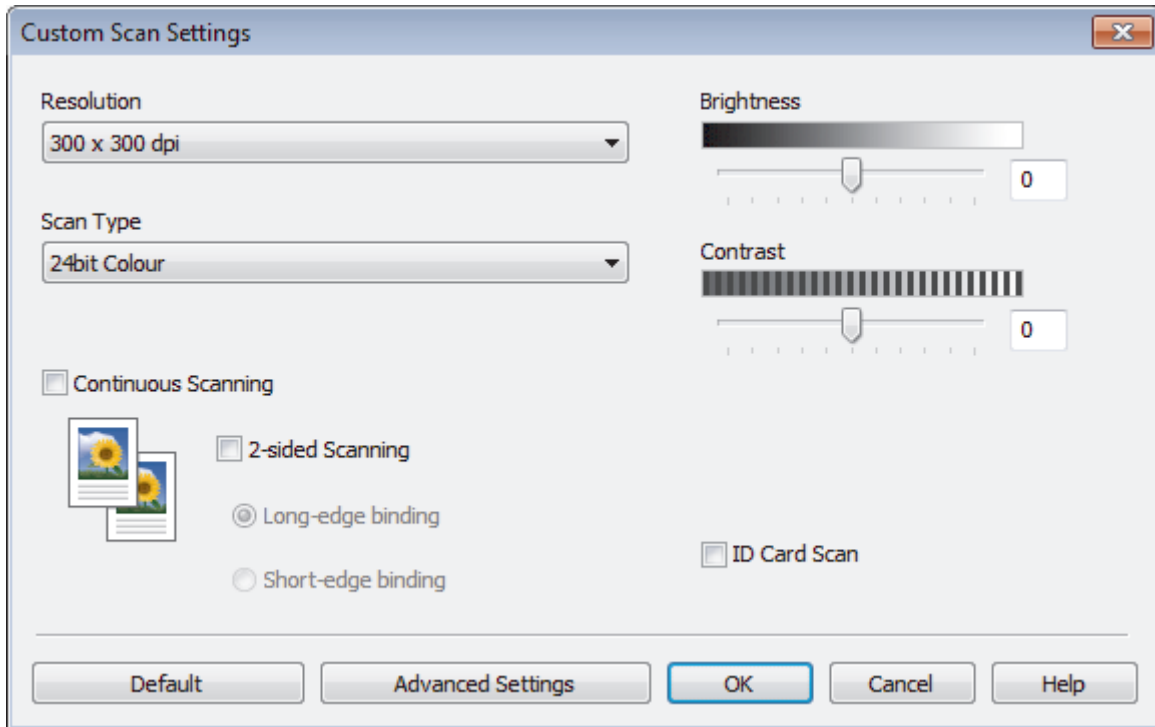 Custom Scan Settings
Resolution
300 x 300 dpi
Scan Type
24bit Colour
Brightness
0
Contrast
0
Continuous Scanning
2-sided Scanning
Long-edge binding
Short-edge binding
ID Card Scan
Default
Advanced Settings
OK
Cancel
Help